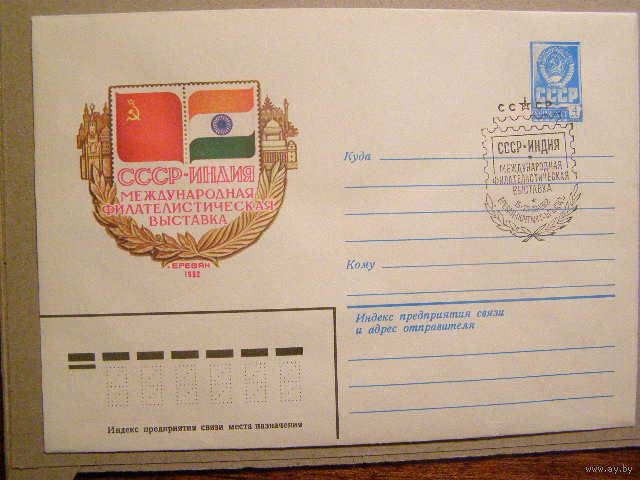 СССР-ИНДИЯ
МЕЖДУНАРОДНАЯ
ФИЛАТЕЛИСТИЧЕСКАЯ
ВЫСТАВКА
ЕРЕВАН
1982
СССР
4
СССР
СССР-ИНДИЯ
МЕЖДУНАРОДНАЯ
ФИЛАТЕЛИСТИЧЕСКАЯ
ВЫСТАВКА
Куда
Кому
Индекс предприятия связи
и адрес отправителя
Индекс предприятия связи места назначения
www.ay.by